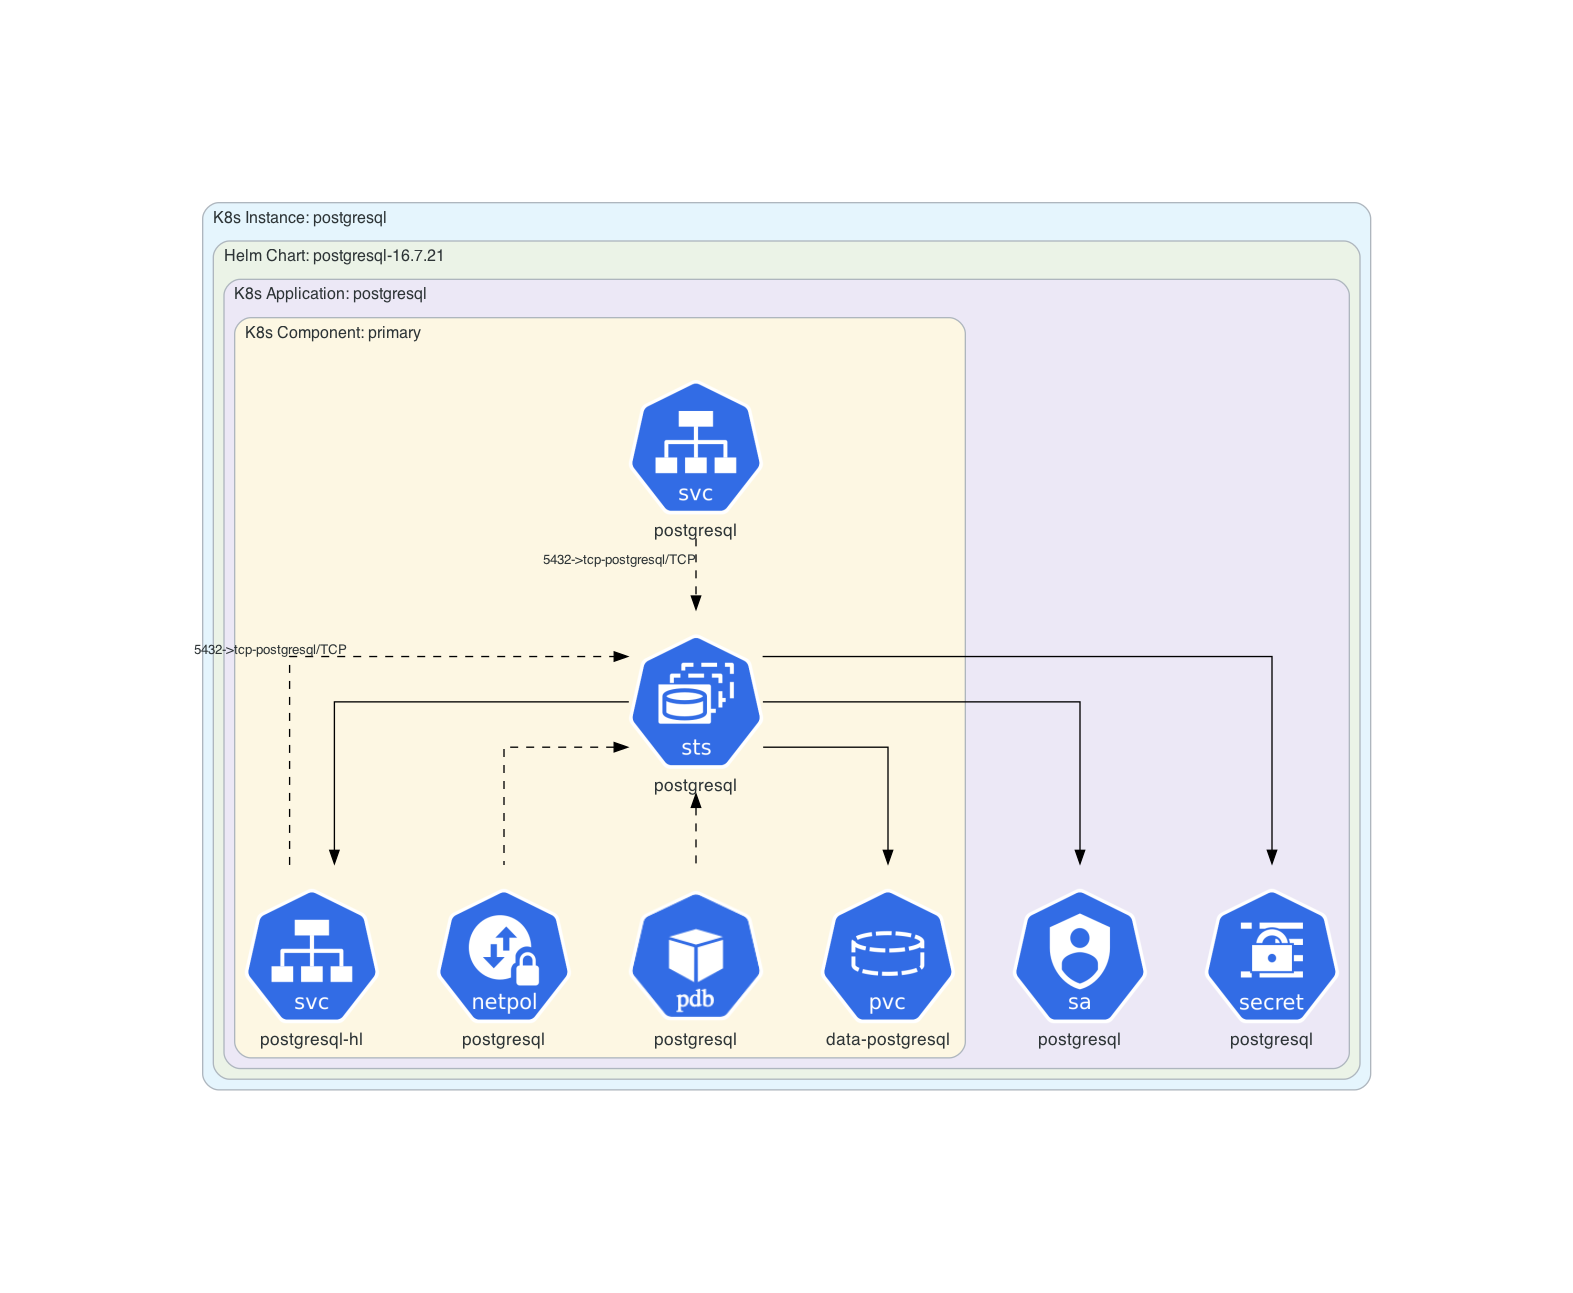 K8s Instance: postgresql
Helm Chart: postgresql-16.7.21
K8s Application: postgresql
K8s Component: primary
svc
postgresql
5432->tcp-postgresql/TCP
5432->tcp-postgresql/TCP
sts
postgresql
svc
netpol
pdb
pvc
sa
secret
postgresql-hl
postgresql
postgresql
data-postgresql
postgresql
postgresql